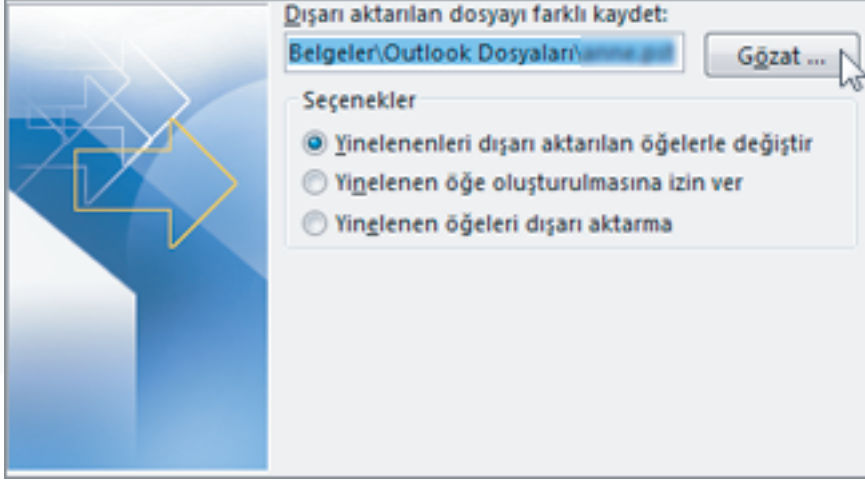 Dışarı aktarılan dosyayı farklı kaydet:
Belgeler\Outlook Dosyaları\
Gözat ...
Seçenekler
Yinelenenleri dışarı aktarılan öğelerle değiştir
Yinelenen öğe oluşturulmasına izin ver
Yinelenen öğeleri dışarı aktarma